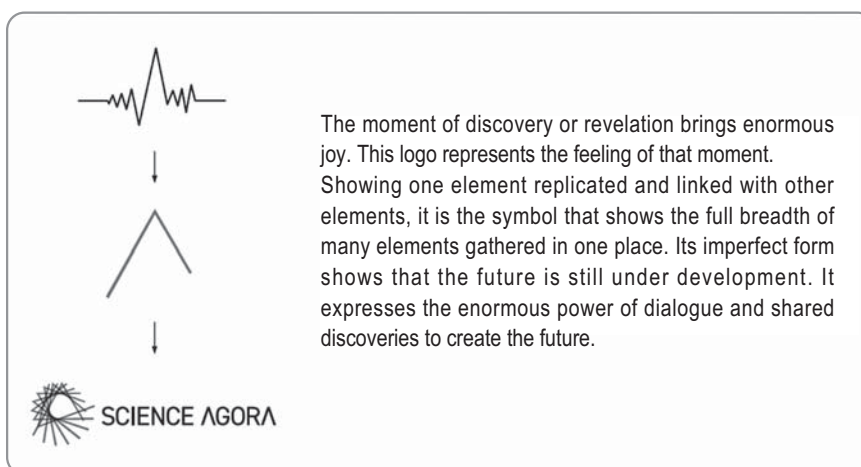 The moment of discovery or revelation brings enormous
joy. This logo represents the feeling of that moment.
Showing one element replicated and linked with other
elements, it is the symbol that shows the full breadth of
many elements gathered in one place. Its imperfect form
shows that the future is still under development. It
expresses the enormous power of dialogue and shared
discoveries to create the future.
SCIENCE ΛGORΛ